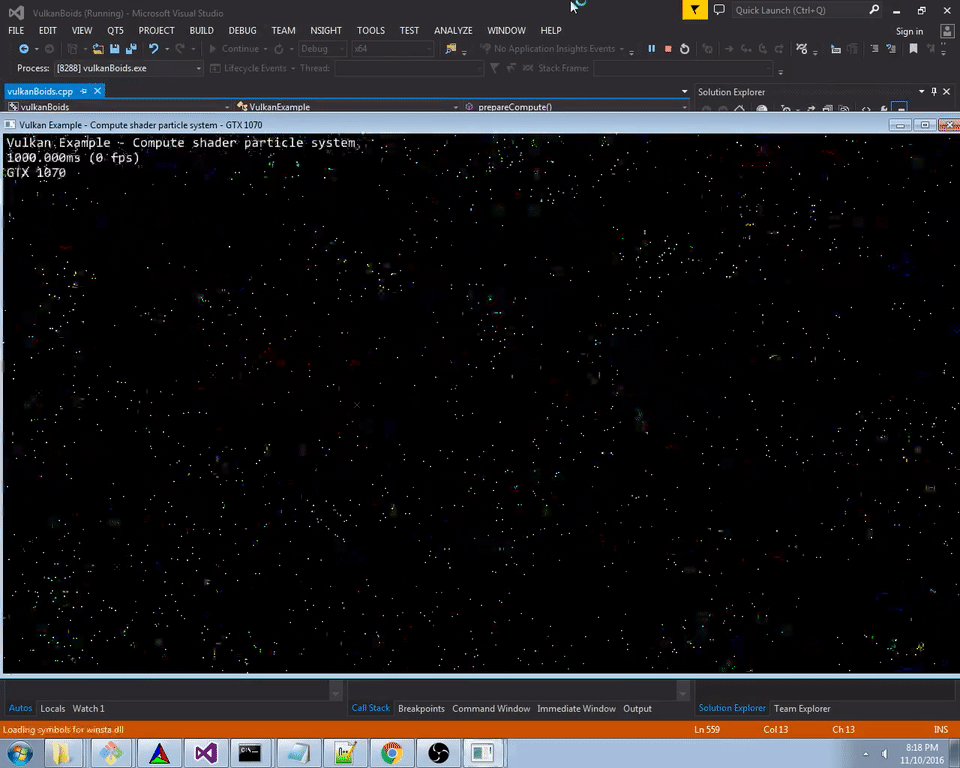 VulkanBoids (Running) - Microsoft Visual Studio
Quick Launch (Ctrl+Q)
FILE EDIT VIEW QT5 PROJECT BUILD DEBUG TEAM NSIGHT TOOLS TEST ANALYZE WINDOW HELP
Sign in
Continue Debug x64 No Application Insights Events
Process: [8288] vulkanBoids.exe Lifecycle Events Thread: Stack Frame:
vulkanBoids.cpp
Solution Explorer
vulkanBoids VulkanExample prepareCompute()
Vulkan Example - Compute shader particle system - GTX 1070
Vulkan Example - Compute shader particle system
1000.000ms (0 fps)
GTX 1070
Autos Locals Watch 1 Call Stack Breakpoints Command Window Immediate Window Output Solution Explorer Team Explorer
Loading symbols for winsta.dll Ln 559 Col 13 Ch 13 INS
8:18 PM
11/10/2016